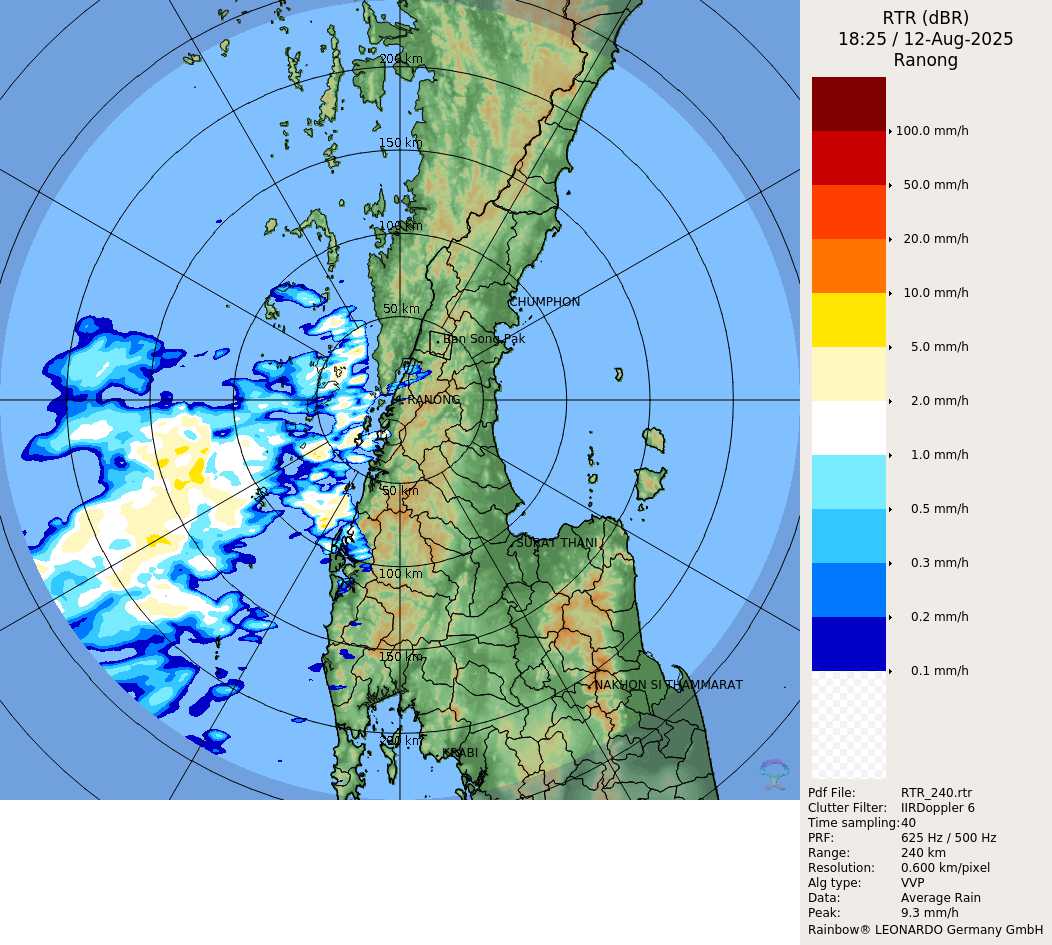 RTR (dBR)
18:25 / 12-Aug-2025
Ranong
100.0 mm/h
50.0 mm/h
20.0 mm/h
10.0 mm/h
5.0 mm/h
2.0 mm/h
1.0 mm/h
0.5 mm/h
0.3 mm/h
0.2 mm/h
0.1 mm/h
Pdf File: RTR_240.rtr
Clutter Filter: IIRDoppler 6
Time sampling: 40
PRF: 625 Hz / 500 Hz
Range: 240 km
Resolution: 0.600 km/pixel
Alg type: VVP
Data: Average Rain
Peak: 9.3 mm/h
Rainbow® LEONARDO Germany GmbH
200 km
150 km
100 km
50 km
CHUMPHON
Ban Song Pak
RANONG
50 km
SURAT THANI
100 km
150 km
NAKHON SI THAMMARAT
200 km
KRABI